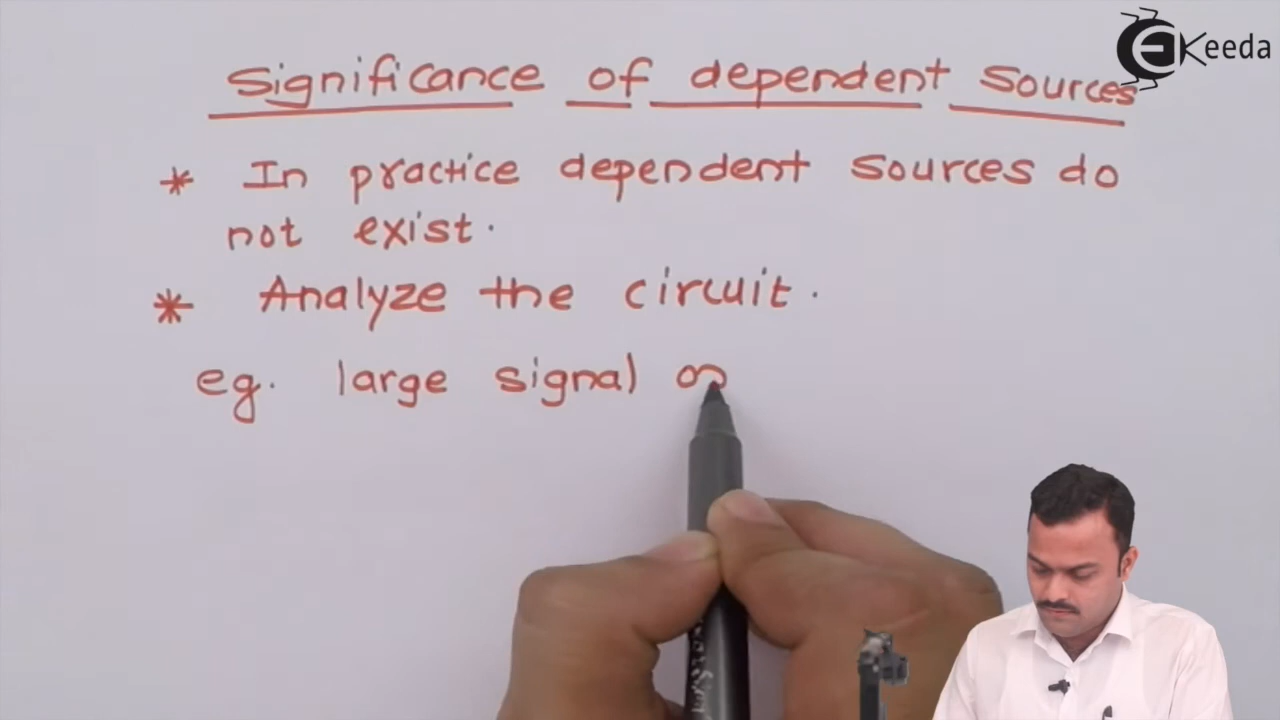 EKeeda
Significance of dependent Sources
* In practice dependent sources do
not exist.
* Analyze the circuit.
eg. large signal